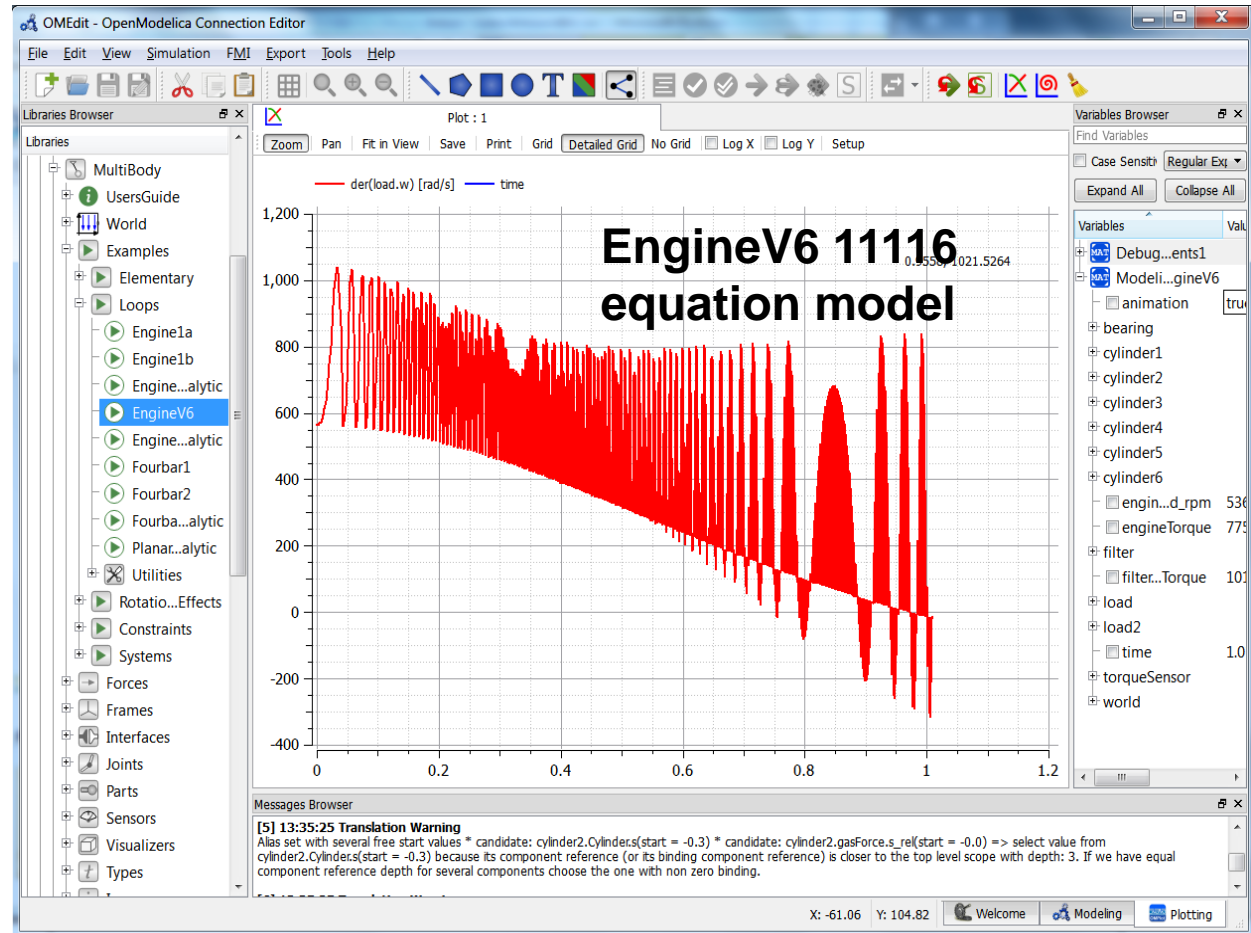 OMEdit - OpenModelica Connection Editor
File Edit View Simulation FMI Export Tools Help
T S
Libraries Browser
Libraries
MultiBody
UsersGuide
World
Examples
Elementary
Loops
Engine1a
Engine1b
Engine...alytic
EngineV6
Engine...alytic
Fourbar1
Fourbar2
Fourba...alytic
Planar...alytic
Utilities
Rotatio...Effects
Constraints
Systems
Forces
Frames
Interfaces
Joints
Parts
Sensors
Visualizers
Types
Plot : 1
Zoom Pan Fit in View Save Print Grid Detailed Grid No Grid Log X Log Y Setup
der(load.w) [rad/s] time
EngineV6 11116
equation model
1021.5264
1,200
1,000
800
600
400
200
0
-200
-400
0 0.2 0.4 0.6 0.8 1 1.2
Variables Browser
Find Variables
Case Sensiti Regular Exp
Expand All Collapse All
Variables Valu
MAT Debug...ents1
MAT Modeli...gineV6
animation true
bearing
cylinder1
cylinder2
cylinder3
cylinder4
cylinder5
cylinder6
engin...d_rpm 536
engineTorque 775
filter
filter...Torque 101
load
load2
time 1.0
torqueSensor
world
Messages Browser
[5] 13:35:25 Translation Warning
Alias set with several free start values * candidate: cylinder2.Cylinder.s(start = -0.3) * candidate: cylinder2.gasForce.s_rel(start = -0.0) => select value from
cylinder2.Cylinder.s(start = -0.3) because its component reference (or its binding component reference) is closer to the top level scope with depth: 3. If we have equal
component reference depth for several components choose the one with non zero binding.
X: -61.06 Y: 104.82 Welcome Modeling Plotting